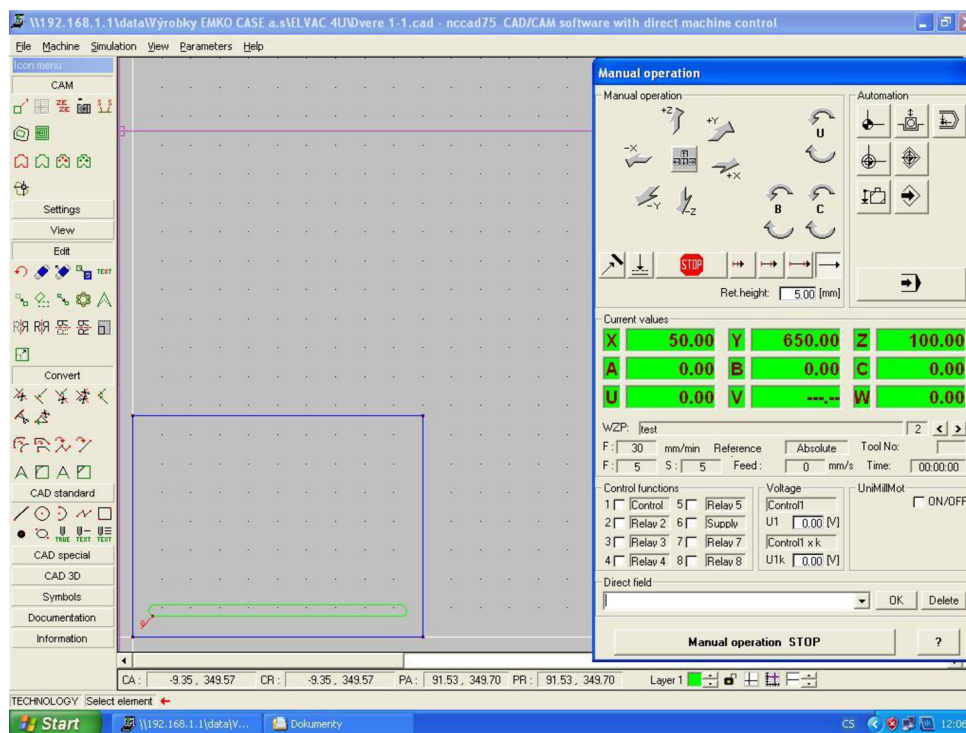 \\192.168.1.1\data\Výrobky EMKO CASE a.s\ELVAC 4U\Dvere 1-1.cad - nccad75 CAD/CAM software with direct machine control
File Machine Simulation View Parameters Help
Icon menu
CAM
Settings
View
Edit
TEXT
Convert
CAD standard
TRUE TEXT TEXT
CAD special
CAD 3D
Symbols
Documentation
Information
Manual operation
Manual operation
+Z
+Y
-X
+X
-Y
-Z
U
B C
STOP
Ret.height: 5.00 [mm]
Automation
Current values
X 50.00 Y 650.00 Z 100.00
A 0.00 B 0.00 C 0.00
U 0.00 V ---.-- W 0.00
WZP: test 2 < >
F: 30 mm/min Reference Absolute Tool No:
F: 5 S: 5 Feed: 0 mm/s Time: 00:00:00
Control functions
1 Control 5 Relay 5
2 Relay 2 6 Supply
3 Relay 3 7 Relay 7
4 Relay 4 8 Relay 8
Voltage
Control1
U1 0.00 [V]
Control1 x k
U1k 0.00 [V]
UniMillMot
ON/OFF
Direct field
OK Delete
Manual operation STOP ?
CA: -9.35, 349.57 CR: -9.35, 349.57 PA: 91.53, 349.70 PR: 91.53, 349.70 Layer 1
TECHNOLOGY Select element
Start \\192.168.1.1\data\V... Dokumenty CS 12:06